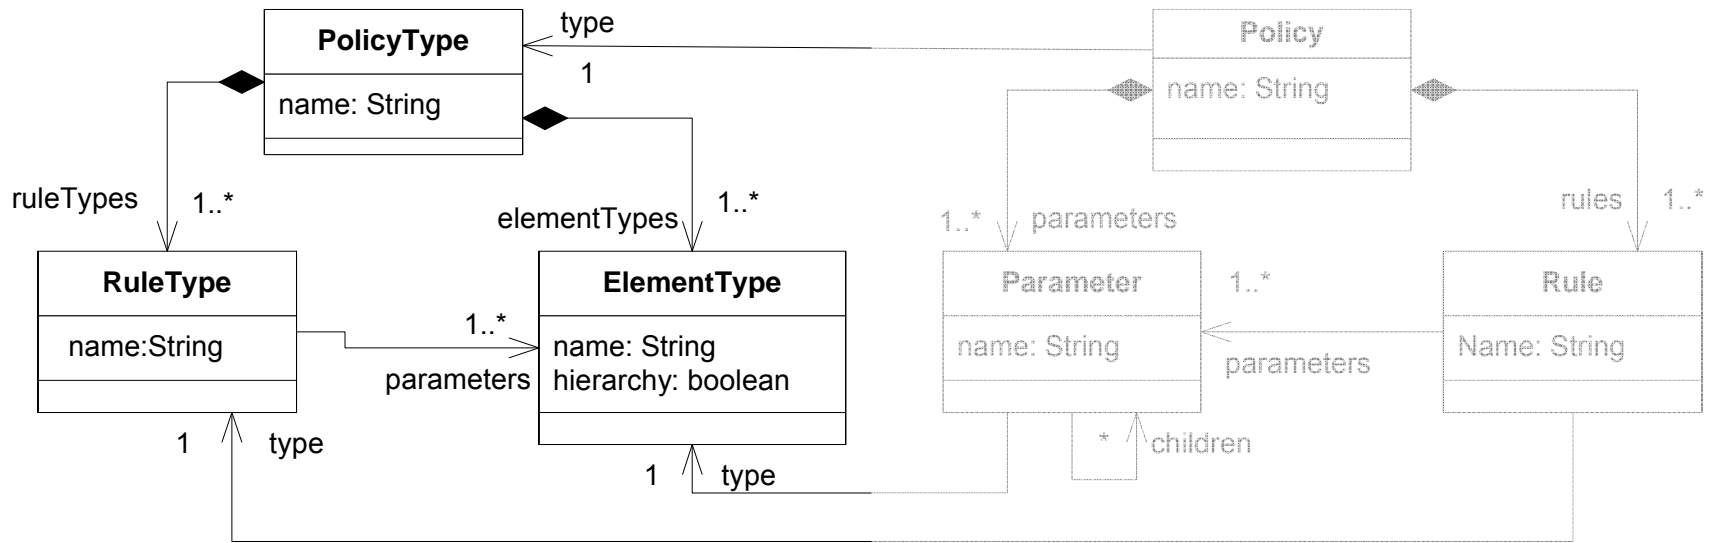 PolicyType
name: String
type
1
Policy
name: String
ruleTypes
1..*
elementTypes
1..*
1..*
parameters
rules
1..*
RuleType
name:String
1..*
parameters
ElementType
name: String
hierarchy: boolean
Parameter
name: String
1..*
parameters
Rule
Name: String
1
type
1
type
*
children